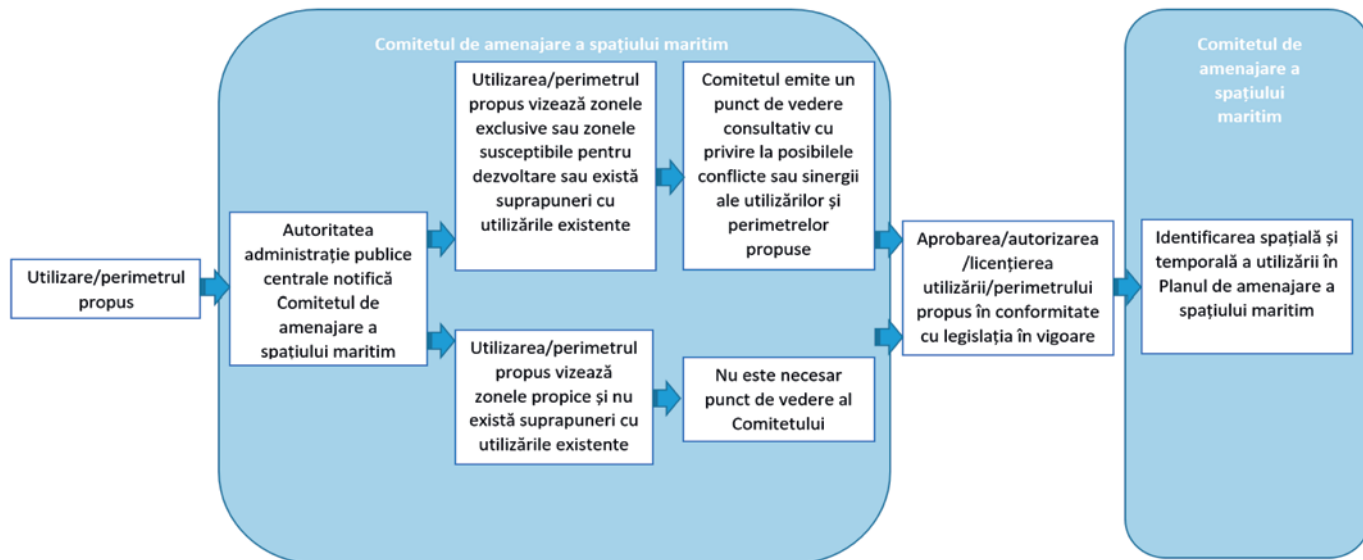 Comitetul de amenajare a spațiului maritim
Utilizare/perimetrul
propus
Autoritatea
administrație publice
centrale notifică
Comitetul de
amenajare a
spațiului maritim
Utilizarea/perimetrul
propus vizează zonele
exclusive sau zonele
susceptibile pentru
dezvoltare sau există
suprapuneri cu
utilizările existente
Comitetul emite un
punct de vedere
consultativ cu
privire la posibilele
conflicte sau sinergii
ale utilizărilor și
perimetrelor
propuse
Utilizarea/perimetrul
propus vizează
zonele propice și nu
există suprapuneri cu
utilizările existente
Nu este necesar
punct de vedere al
Comitetului
Aprobarea/autorizarea
/licențierea
utilizării/perimetrului
propus în conformitate
cu legislația în vigoare
Comitetul de
amenajare a
spațiului
maritim
Identificarea spațială și
temporală a utilizării în
Planul de amenajare a
spațiului maritim